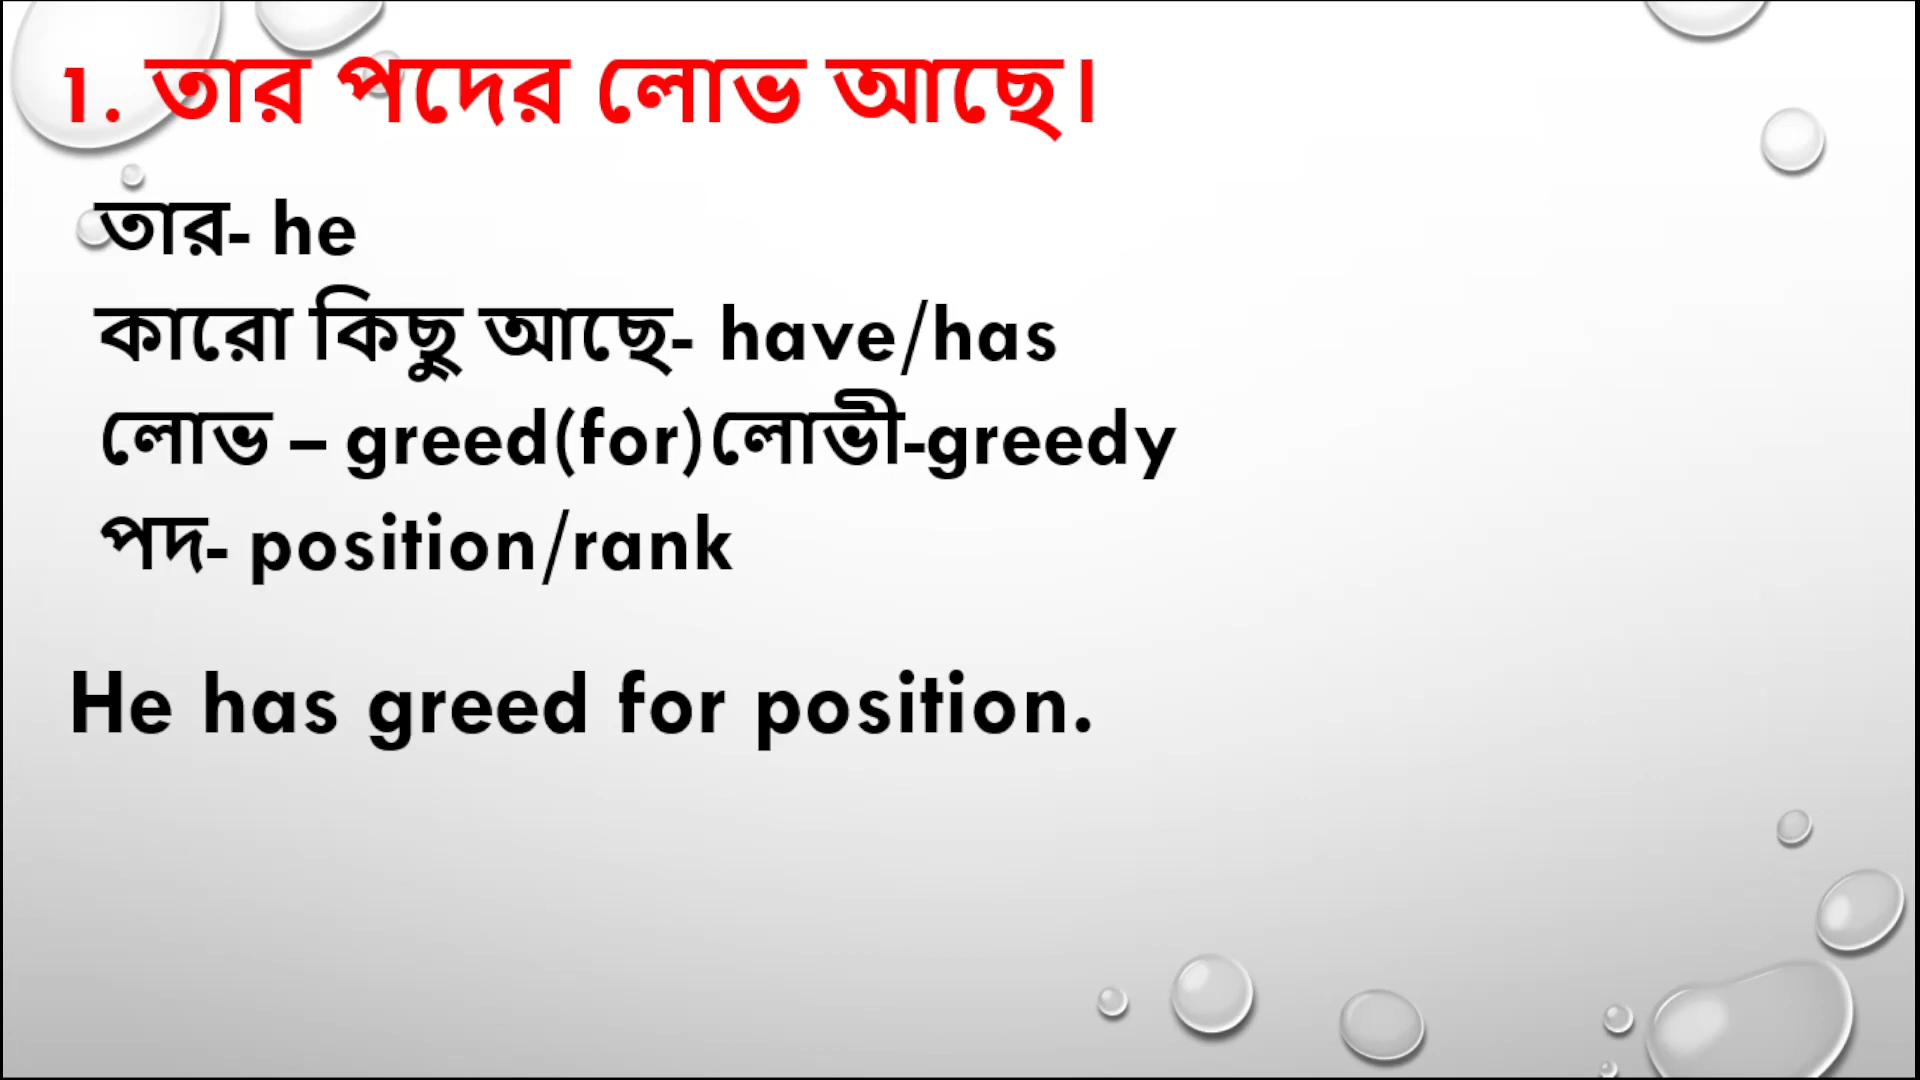 1. তার পদের লোভ আছে।
তার- he
কারো কিছু আছে- have/has
লোভ – greed(for)লোভী-greedy
পদ- position/rank
He has greed for position.